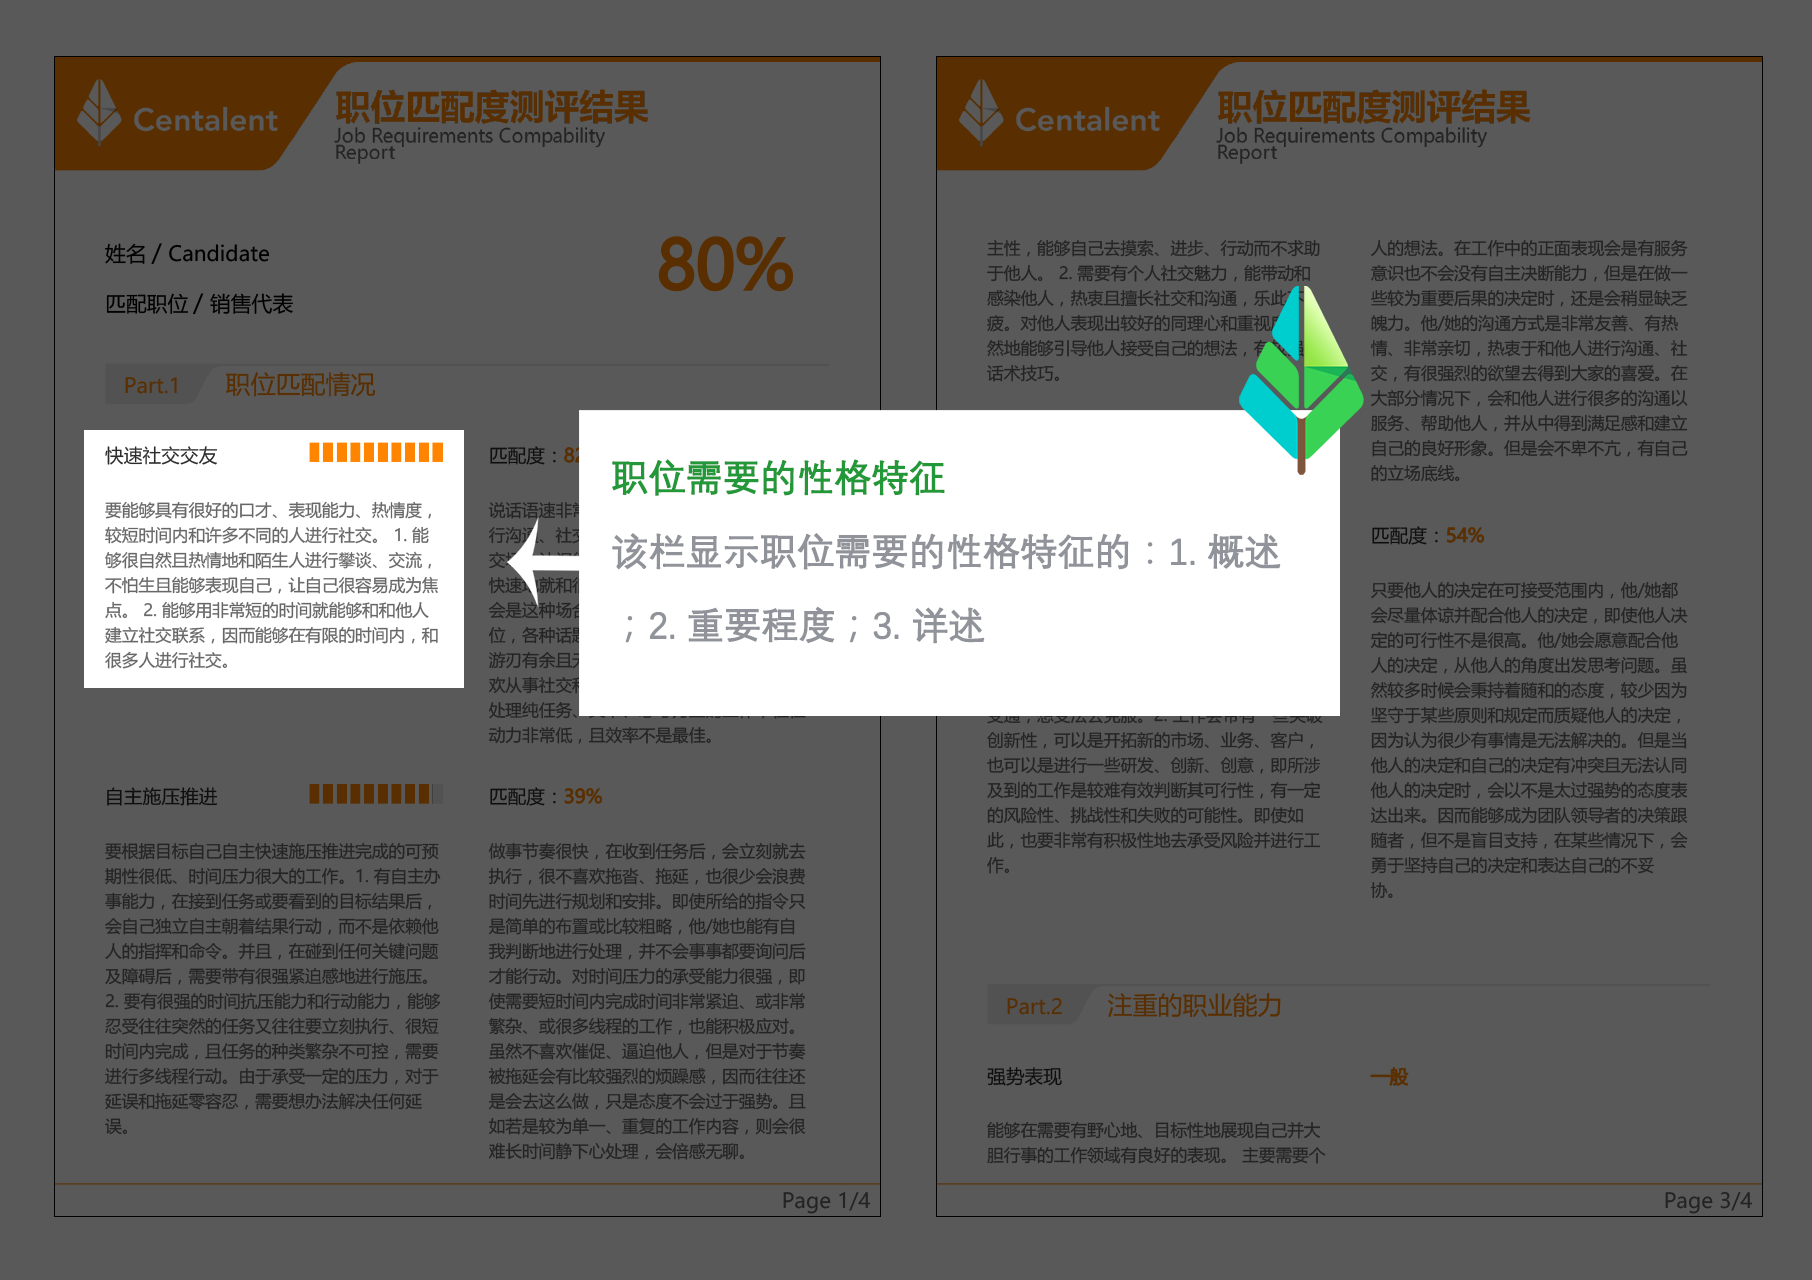 Centalent
职位匹配度测评结果
Job Requirements Compability
Report
姓名 / Candidate
匹配职位 / 销售代表
80%
Part.1
职位匹配情况
快速社交交友
要能够具有很好的口才、表现能力、热情度，
较短时间内和许多不同的人进行社交。 1. 能
够很自然且热情地和陌生人进行攀谈、交流，
不怕生且能够表现自己，让自己很容易成为焦
点。 2. 能够用非常短的时间就能够和和他人
建立社交联系，因而能够在有限的时间内，和
很多人进行社交。
匹配度：82
说话语速非
行沟
快速
就和
会是这种场
位，各种话
游刃有余且
欢从事社交
处理纯任务、
动力非常低，且效率不是最佳。
职位需要的性格特征
该栏显示职位需要的性格特征的：1. 概述
；2. 重要程度；3. 详述
自主施压推进
要根据目标自己自主快速施压推进完成的可预
期性很低、时间压力很大的工作。1. 有自主办
事能力，在接到任务或要看到的目标结果后，
会自己独立自主朝着结果行动，而不是依赖他
人的指挥和命令。并且，在碰到任何关键问题
及障碍后，需要带有很强紧迫感地进行施压。
2. 要有很强的时间抗压能力和行动能力，能够
忍受往往突然的任务又往往要立刻执行、很短
时间内完成，且任务的种类繁杂不可控，需要
进行多线程行动。由于承受一定的压力，对于
延误和拖延零容忍，需要想办法解决任何延
误。
匹配度：39%
做事节奏很快，在收到任务后，会立刻就去
执行，很不喜欢拖沓、拖延，也很少会浪费
时间先进行规划和安排。即使所给的指令只
是简单的布置或比较粗略，他/她也能有自
我判断地进行处理，并不会事事都要询问后
才能行动。对时间压力的承受能力很强，即
使需要短时间内完成时间非常紧迫、或非常
繁杂、或很多线程的工作，也能积极应对。
虽然不喜欢催促、逼迫他人，但是对于节奏
被拖延会有比较强烈的烦躁感，因而往往还
是会去这么做，只是态度不会过于强势。且
如若是较为单一、重复的工作内容，则会很
难长时间静下心处理，会倍感无聊。
Page 1/4
Centalent
职位匹配度测评结果
Job Requirements Compability
Report
主性，能够自己去摸索、进步、行动而不求助
于他人。 2. 需要有个人社交魅力，能带动和
感染他人，热衷且擅长社交和沟通，乐此
疲。对他人表现出较好的同理心和重视
然地能够引导他人接受自己的想法，有
话术技巧。
创新性，可以是开拓新的市场、业务、客户，
也可以是进行一些研发、创新、创意，即所涉
及到的工作是较难有效判断其可行性，有一定
的风险性、挑战性和失败的可能性。即使如
此，也要非常有积极性地去承受风险并进行工
作。
人的想法。在工作中的正面表现会是有服务
意识也不会没有自主决断能力，但是在做一
些较为重要后果的决定时，还是会稍显缺乏
魄力。他/她的沟通方式是非常友善、有热
情、非常亲切，热衷于和他人进行沟通、社
交，有很强烈的欲望去得到大家的喜爱。在
大部分情况下，会和他人进行很多的沟通以
服务、帮助他人，并从中得到满足感和建立
自己的良好形象。但是会不卑不亢，有自己
的立场底线。
匹配度：54%
只要他人的决定在可接受范围内，他/她都
会尽量体谅并配合他人的决定，即使他人决
定的可行性不是很高。他/她会愿意配合他
人的决定，从他人的角度出发思考问题。虽
然较多时候会秉持着随和的态度，较少因为
坚守于某些原则和规定而质疑他人的决定，
因为认为很少有事情是无法解决的。但是当
他人的决定和自己的决定有冲突且无法认同
他人的决定时，会以不是太过强势的态度表
达出来。因而能够成为团队领导者的决策跟
随者，但不是盲目支持，在某些情况下，会
勇于坚持自己的决定和表达自己的不妥
协。
Part.2
注重的职业能力
强势表现
一般
能够在需要有野心地、目标性地展现自己并大
胆行事的工作领域有良好的表现。 主要需要个
Page 3/4